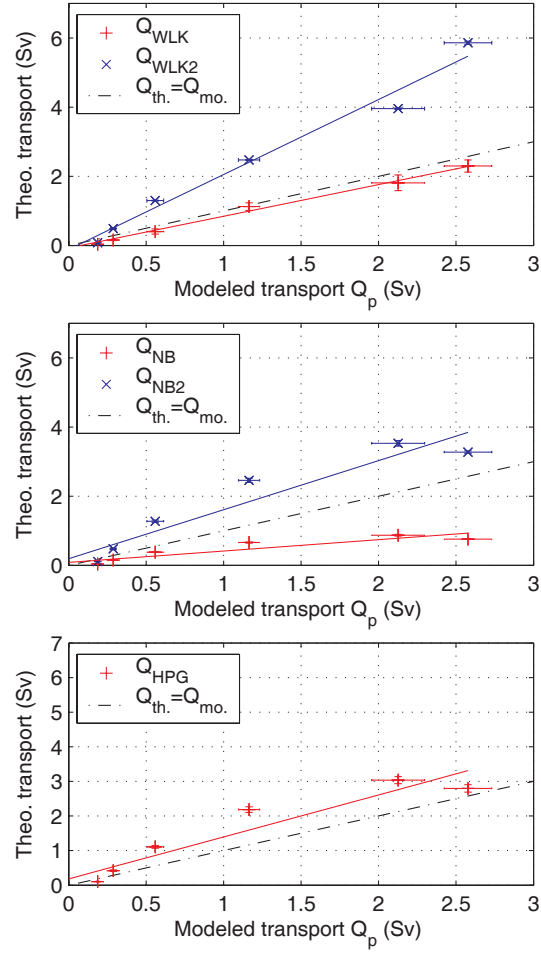 6
4
2
0
Theo. transport (Sv)
Q_WLK
Q_WLK2
Q_th.=Q_mo.
0 0.5 1 1.5 2 2.5 3
Modeled transport Q_p (Sv)
6
4
2
0
Theo. transport (Sv)
Q_NB
Q_NB2
Q_th.=Q_mo.
0 0.5 1 1.5 2 2.5 3
Modeled transport Q_p (Sv)
7
6
5
4
3
2
1
0
Theo. transport (Sv)
Q_HPG
Q_th.=Q_mo.
0 0.5 1 1.5 2 2.5 3
Modeled transport Q_p (Sv)